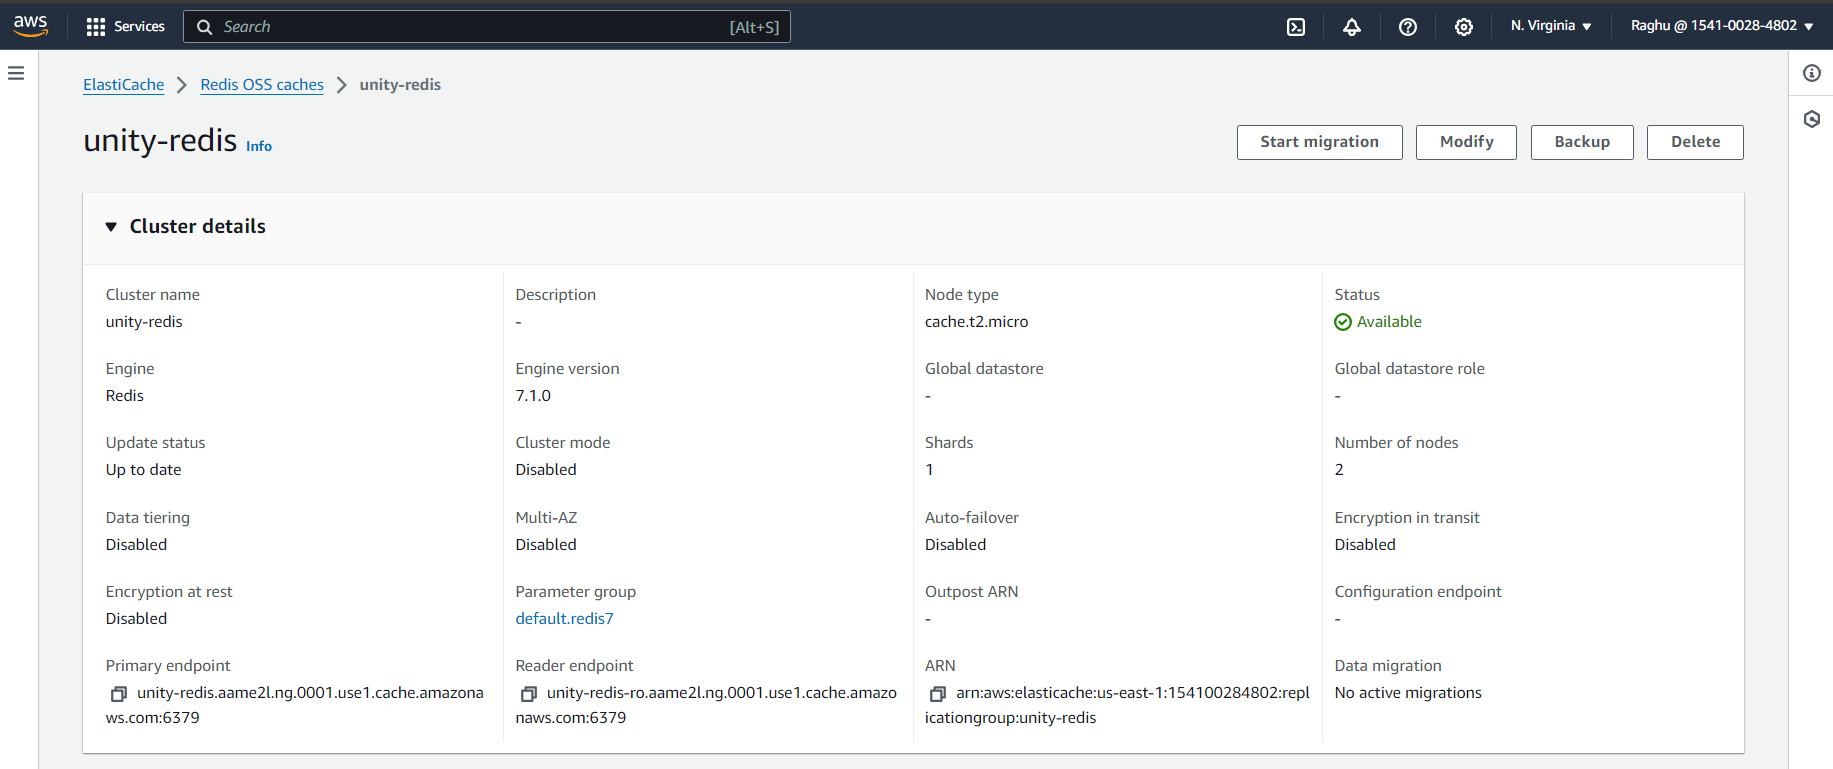 aws Services Search [Alt+S] N. Virginia ▼ Raghu @ 1541-0028-4802 ▼
ElastiCache > Redis OSS caches > unity-redis
unity-redis Info Start migration Modify Backup Delete
▼ Cluster details
Cluster name Description Node type Status
unity-redis - cache.t2.micro Available
Engine Engine version Global datastore Global datastore role
Redis 7.1.0 - -
Update status Cluster mode Shards Number of nodes
Up to date Disabled 1 2
Data tiering Multi-AZ Auto-failover Encryption in transit
Disabled Disabled Disabled Disabled
Encryption at rest Parameter group Outpost ARN Configuration endpoint
Disabled default.redis7 - -
Primary endpoint Reader endpoint ARN Data migration
unity-redis.aame2l.ng.0001.use1.cache.amazona unity-redis-ro.aame2l.ng.0001.use1.cache.amazo arn:aws:elasticache:us-east-1:154100284802:repl No active migrations
ws.com:6379 naws.com:6379 icationgroup:unity-redis